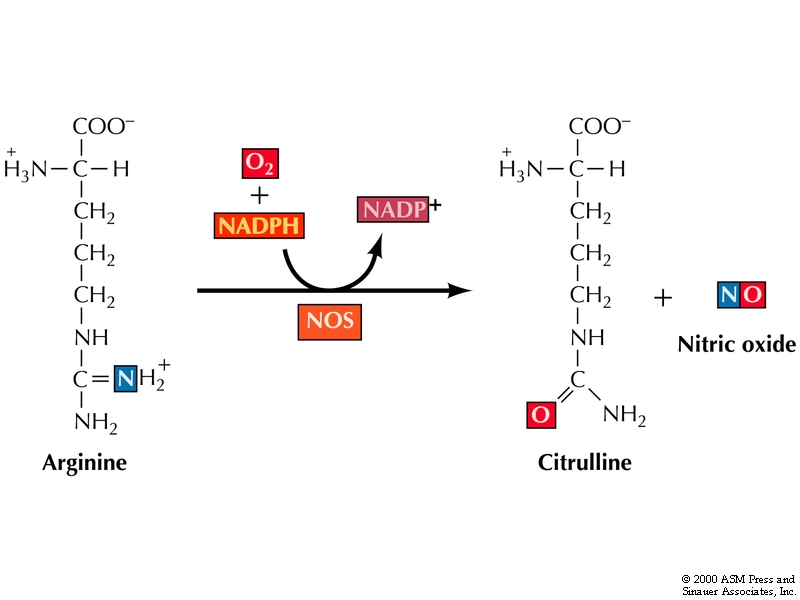 COO⁻
H₃N⁺–C–H
CH₂
CH₂
CH₂
NH
C=NH₂⁺
NH₂
Arginine
O₂
+
NADPH
NADP⁺
NOS
COO⁻
H₃N⁺–C–H
CH₂
CH₂
CH₂
NH
C
O
NH₂
Citrulline
+
NO
Nitric oxide
© 2000 ASM Press and
Sinauer Associates, Inc.